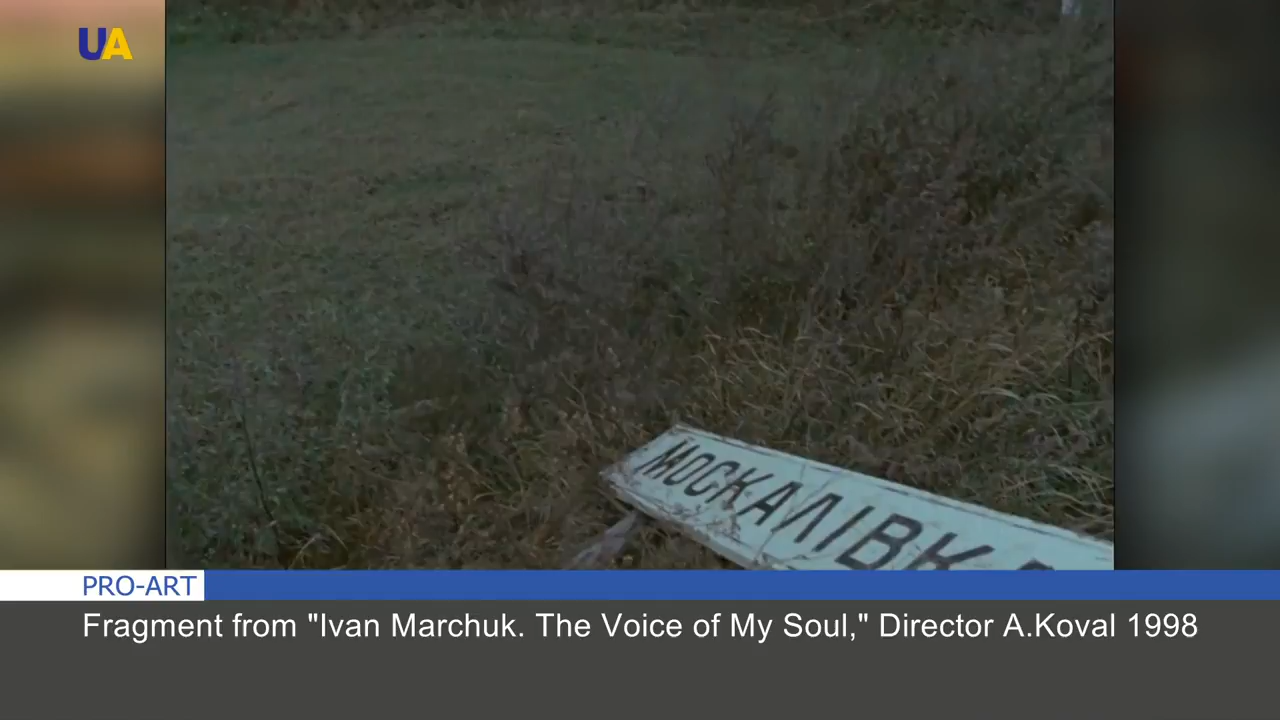 UA
МОСКАЛІВК
PRO-ART
Fragment from "Ivan Marchuk. The Voice of My Soul," Director A.Koval 1998